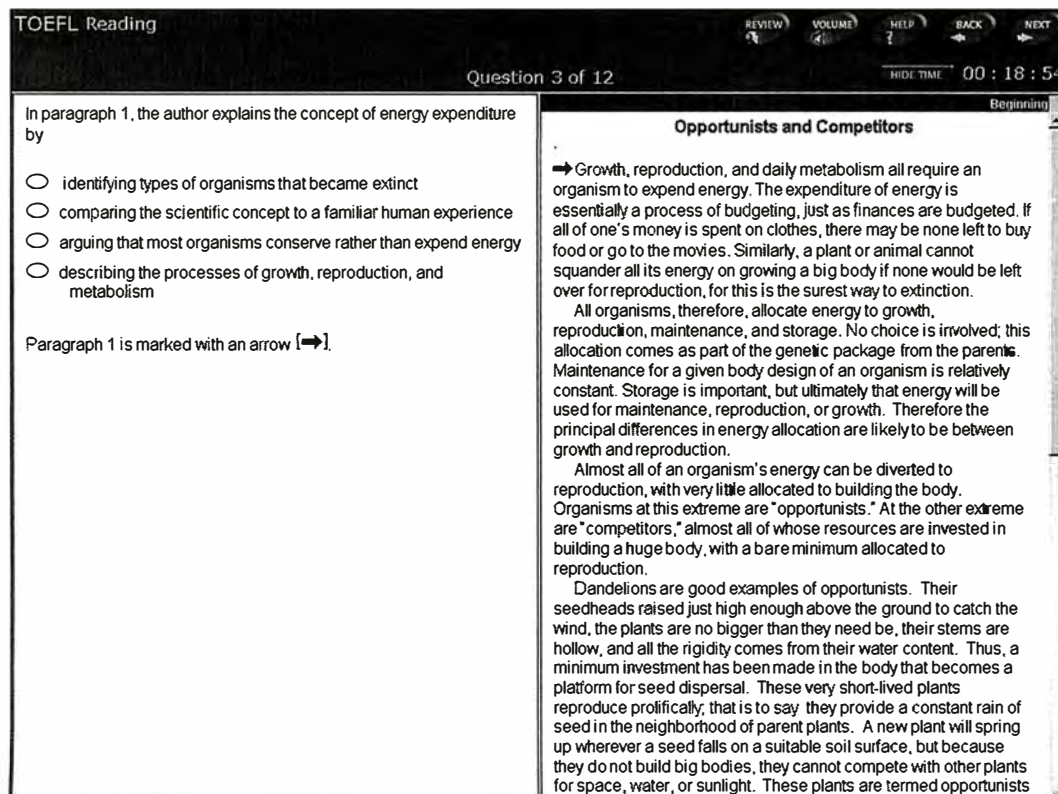 TOEFL Reading
REVIEW VOLUME HELP BACK NEXT
?
Question 3 of 12
HIDE TIME 00 : 18 : 54
Beginning
In paragraph 1, the author explains the concept of energy expenditure
by
identifying types of organisms that became extinct
comparing the scientific concept to a familiar human experience
arguing that most organisms conserve rather than expend energy
describing the processes of growth, reproduction, and
metabolism
Paragraph 1 is marked with an arrow [➡].
Opportunists and Competitors
➡Growth, reproduction, and daily metabolism all require an
organism to expend energy. The expenditure of energy is
essentially a process of budgeting, just as finances are budgeted. If
all of one's money is spent on clothes, there may be none left to buy
food or go to the movies. Similarly, a plant or animal cannot
squander all its energy on growing a big body if none would be left
over for reproduction, for this is the surest way to extinction.
All organisms, therefore, allocate energy to growth,
reproduction, maintenance, and storage. No choice is involved; this
allocation comes as part of the genetic package from the parents.
Maintenance for a given body design of an organism is relatively
constant. Storage is important, but ultimately that energy will be
used for maintenance, reproduction, or growth. Therefore the
principal differences in energy allocation are likely to be between
growth and reproduction.
Almost all of an organism's energy can be diverted to
reproduction, with very little allocated to building the body.
Organisms at this extreme are "opportunists." At the other extreme
are "competitors," almost all of whose resources are invested in
building a huge body, with a bare minimum allocated to
reproduction.
Dandelions are good examples of opportunists. Their
seedheads raised just high enough above the ground to catch the
wind, the plants are no bigger than they need be, their stems are
hollow, and all the rigidity comes from their water content. Thus, a
minimum investment has been made in the body that becomes a
platform for seed dispersal. These very short-lived plants
reproduce prolifically; that is to say they provide a constant rain of
seed in the neighborhood of parent plants. A new plant will spring
up wherever a seed falls on a suitable soil surface, but because
they do not build big bodies, they cannot compete with other plants
for space, water, or sunlight. These plants are termed opportunists